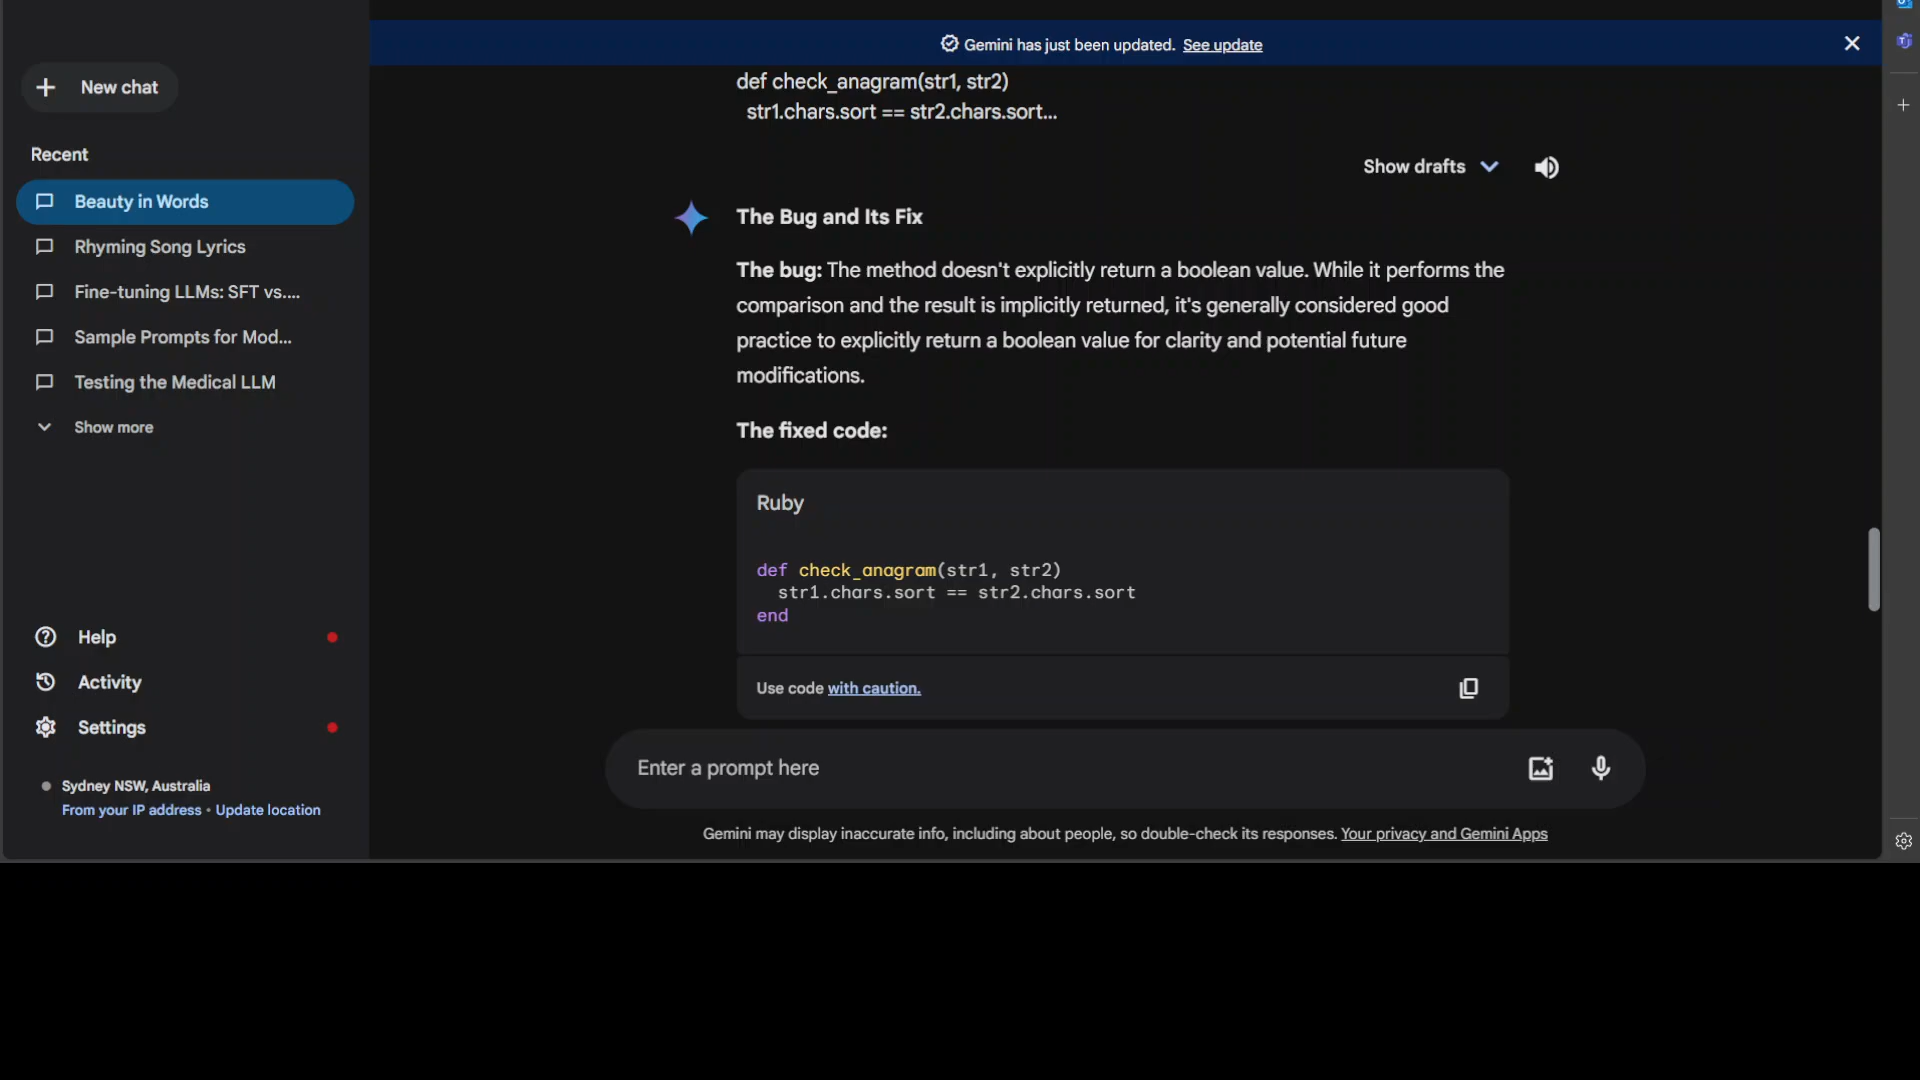 Gemini has just been updated. See update
New chat
Recent
Beauty in Words
Rhyming Song Lyrics
Fine-tuning LLMs: SFT vs....
Sample Prompts for Mod...
Testing the Medical LLM
Show more
Help
Activity
Settings
Sydney NSW, Australia
From your IP address • Update location
def check_anagram(str1, str2)
str1.chars.sort == str2.chars.sort...
Show drafts
The Bug and Its Fix
The bug: The method doesn't explicitly return a boolean value. While it performs the
comparison and the result is implicitly returned, it's generally considered good
practice to explicitly return a boolean value for clarity and potential future
modifications.
The fixed code:
Ruby
def check_anagram(str1, str2)
str1.chars.sort == str2.chars.sort
end
Use code with caution.
Enter a prompt here
Gemini may display inaccurate info, including about people, so double-check its responses. Your privacy and Gemini Apps